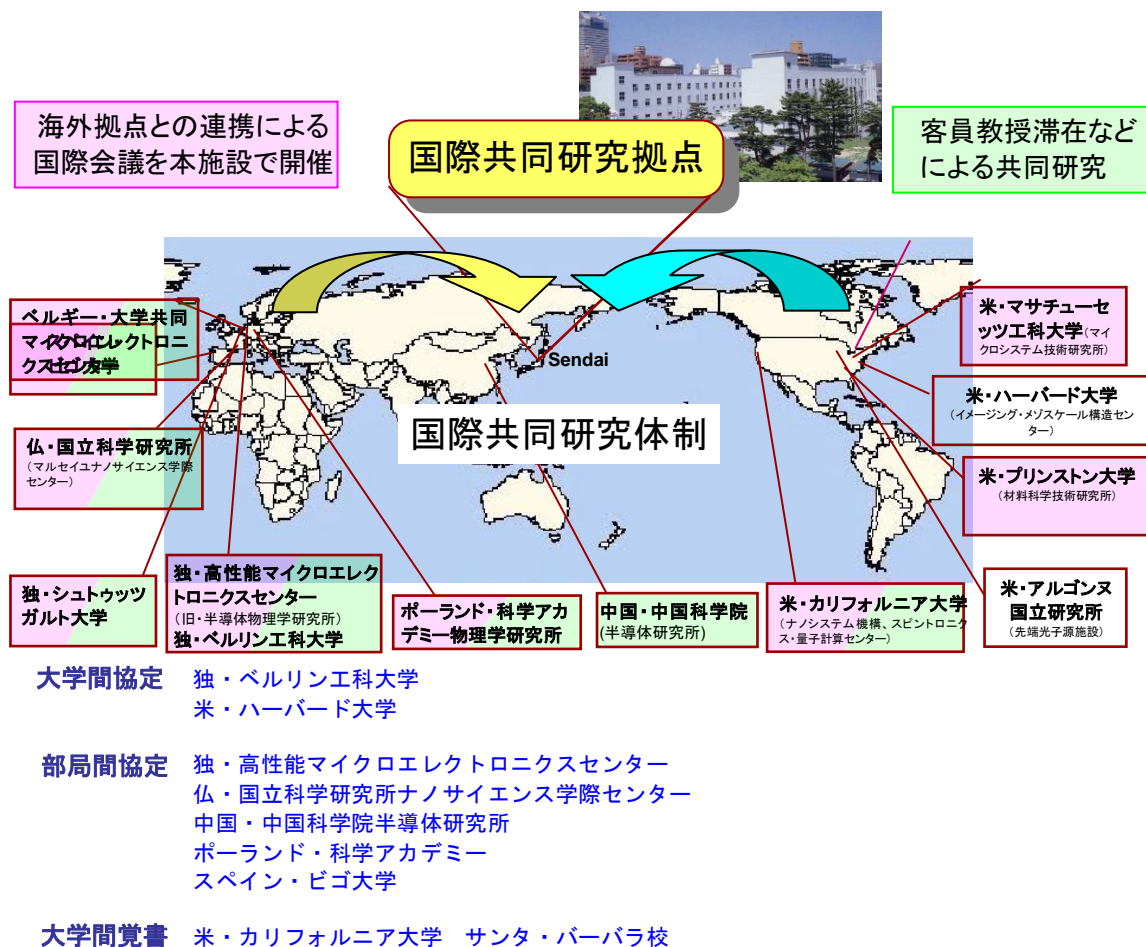 海外拠点との連携による
国際会議を本施設で開催
国際共同研究拠点
客員教授滞在など
による共同研究
ベルギー・大学共同
マイクロエレクトロニ
クスセンター
米・マサチューセ
ッツ工科大学(マイ
クロシステム技術研究所)
Sendai
米・ハーバード大学
(イメージング・メゾスケール構造セン
ター)
国際共同研究体制
仏・国立科学研究所
(マルセイユナノサイエンス学際
センター)
米・プリンストン大学
(材料科学技術研究所)
独・シュトゥッツ
ガルト大学
独・高性能マイクロエレク
トロニクスセンター
(旧・半導体物理学研究所)
独・ベルリン工科大学
ポーランド・科学アカ
デミー物理学研究所
中国・中国科学院
(半導体研究所)
米・カリフォルニア大学
(ナノシステム機構、スピントロニク
ス・量子計算センター)
米・アルゴンヌ
国立研究所
(先端光子源施設)
大学間協定 独・ベルリン工科大学
米・ハーバード大学
部局間協定 独・高性能マイクロエレクトロニクスセンター
仏・国立科学研究所ナノサイエンス学際センター
中国・中国科学院半導体研究所
ポーランド・科学アカデミー
スペイン・ビゴ大学
大学間覚書 米・カリフォルニア大学 サンタ・バーバラ校